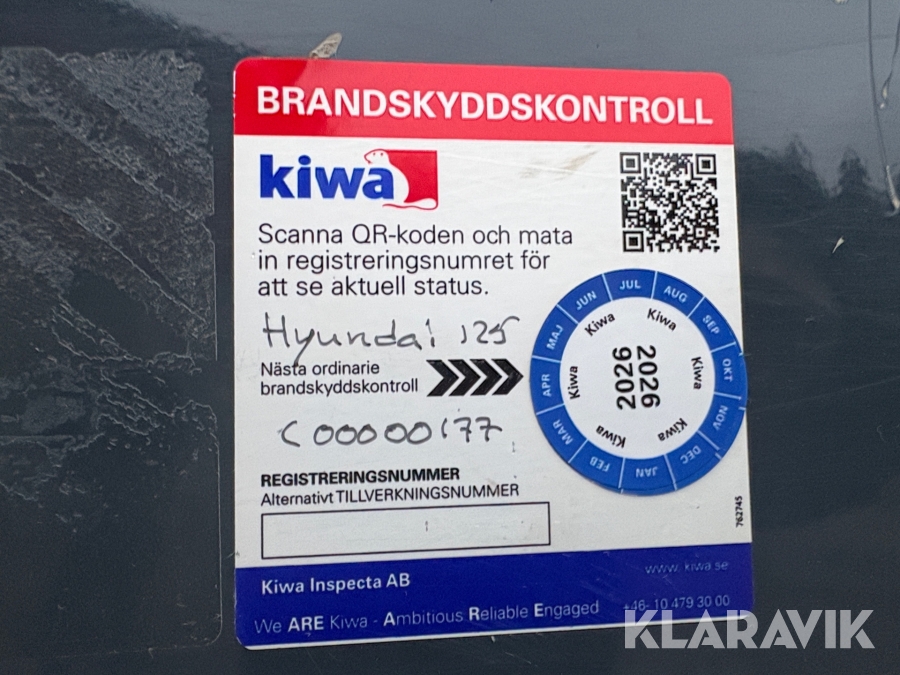 BRANDSKYDDSKONTROLL
kiwa
Scanna QR-koden och mata
in registreringsnumret för
att se aktuell status.
Hyundai 125
Nästa ordinarie
brandskyddskontroll
C00000177
REGISTRERINGSNUMMER
Alternativt TILLVERKNINGSNUMMER
JAN FEB MAR APR MAJ JUN JUL AUG SEP OKT NOV DEC
Kiwa Kiwa Kiwa Kiwa Kiwa Kiwa
2026
2026
762745
Kiwa Inspecta AB
www.kiwa.se
We ARE Kiwa - Ambitious Reliable Engaged
+46- 10 479 30 00
KLARAVIK